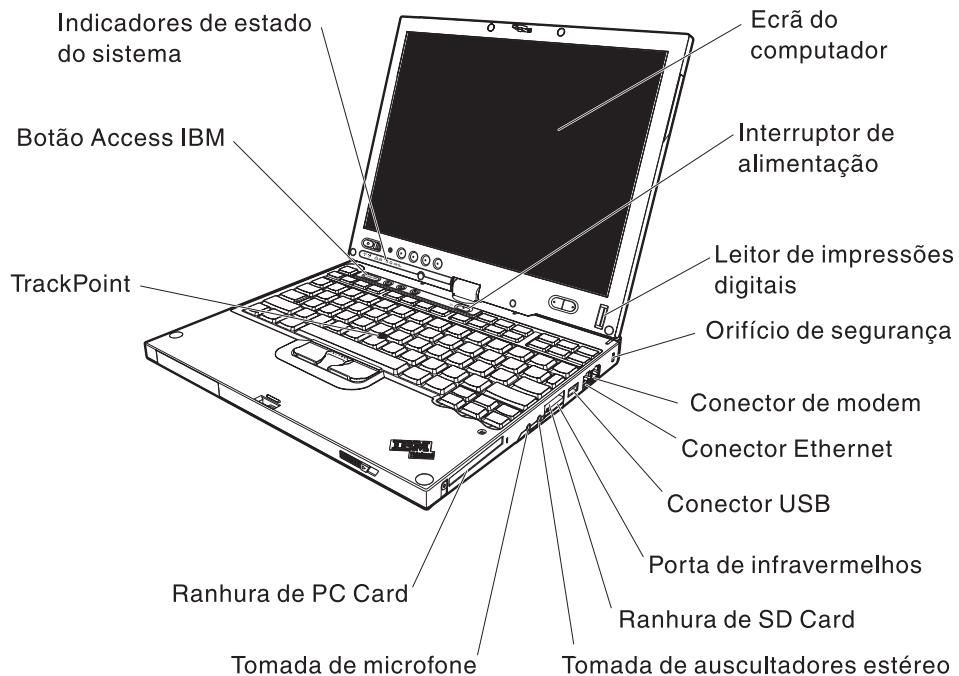 Indicadores de estado
do sistema
Ecrã do
computador
Botão Access IBM
Interruptor de
alimentação
TrackPoint
Leitor de impressões
digitais
Orifício de segurança
Conector de modem
Conector Ethernet
Conector USB
Porta de infravermelhos
Ranhura de PC Card
Ranhura de SD Card
Tomada de microfone
Tomada de auscultadores estéreo
IBM